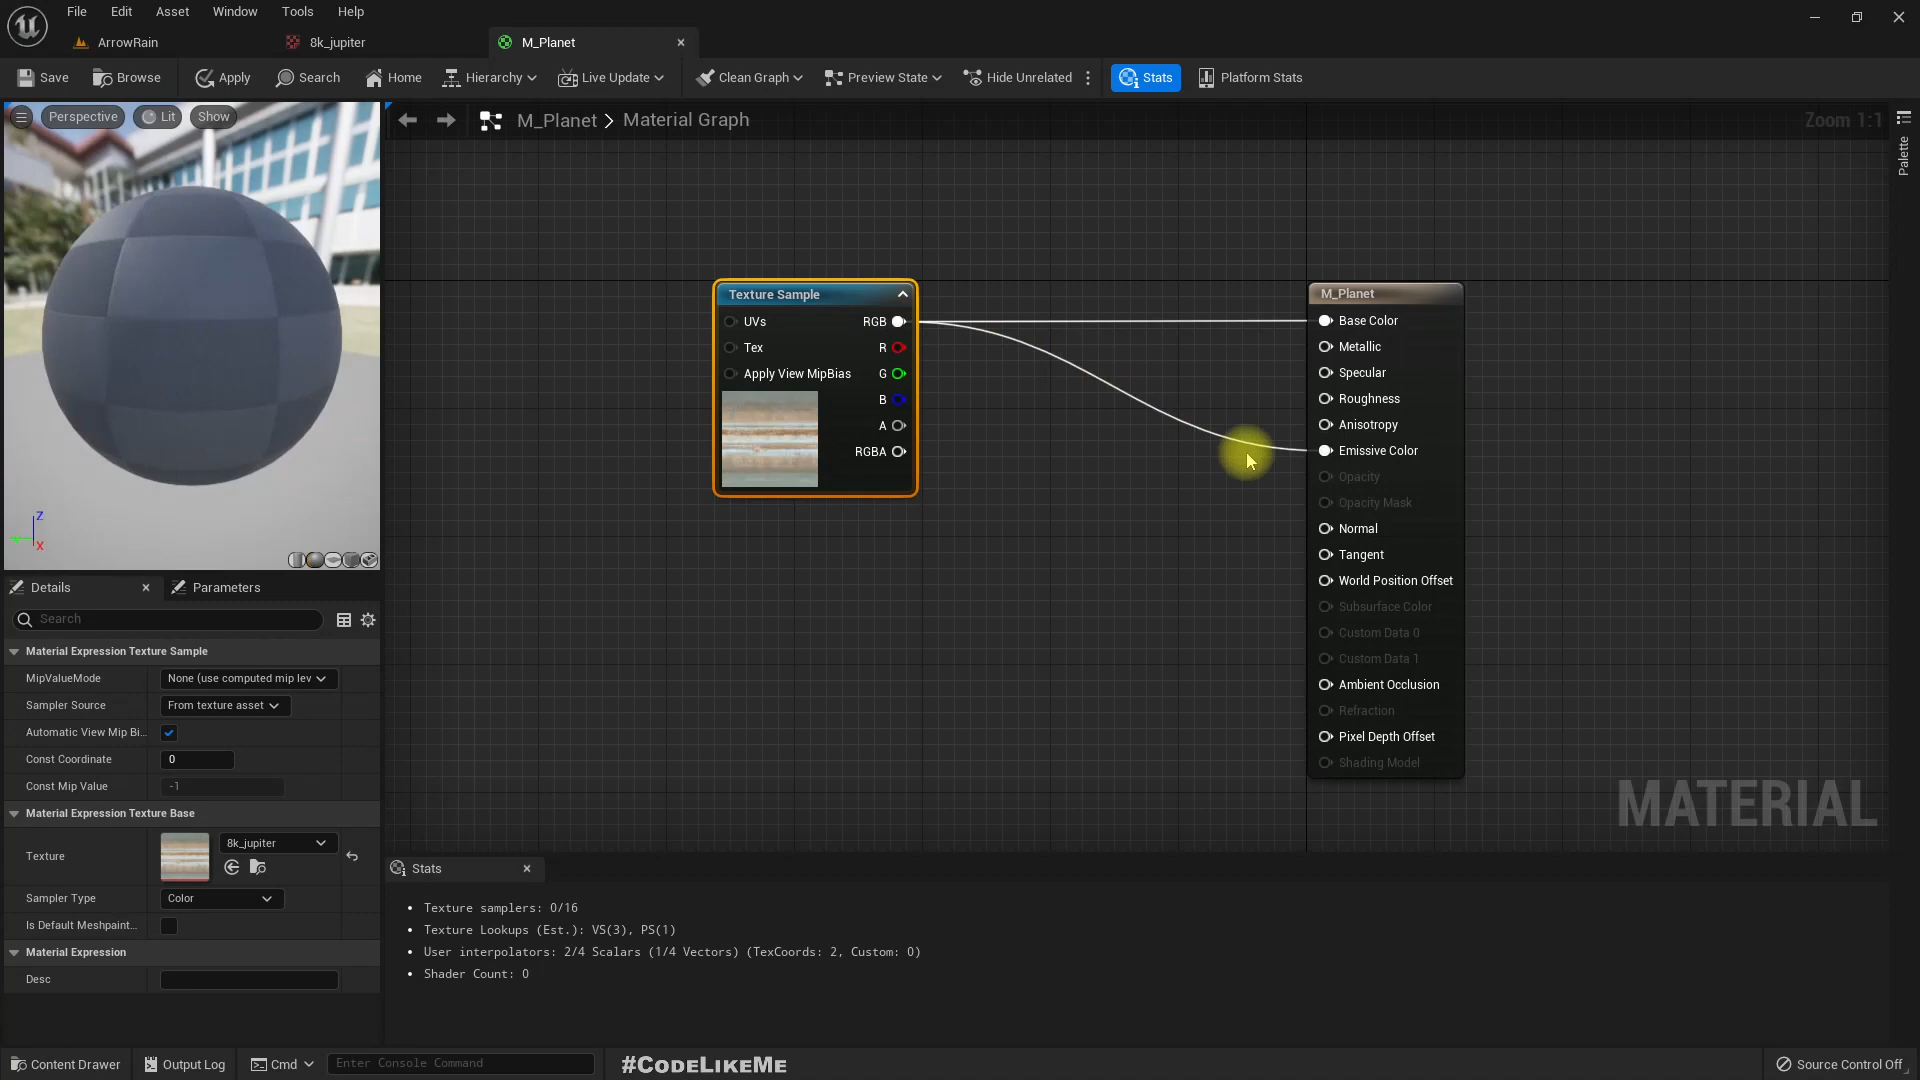 File Edit Asset Window Tools Help
ArrowRain 8k_jupiter M_Planet
Save Browse Apply Search Home Hierarchy Live Update Clean Graph Preview State Hide Unrelated Stats Platform Stats
Perspective Lit Show
M_Planet > Material Graph
Zoom 1:1
Palette
Texture Sample
UVs RGB
Tex R
Apply View MipBias G
B
A
RGBA
M_Planet
Base Color
Metallic
Specular
Roughness
Anisotropy
Emissive Color
Opacity
Opacity Mask
Normal
Tangent
World Position Offset
Subsurface Color
Custom Data 0
Custom Data 1
Ambient Occlusion
Refraction
Pixel Depth Offset
Shading Model
MATERIAL
Z
X
Details Parameters
Search
Material Expression Texture Sample
MipValueMode None (use computed mip lev
Sampler Source From texture asset
Automatic View Mip Bi...
Const Coordinate 0
Const Mip Value -1
Material Expression Texture Base
Texture 8k_jupiter
Sampler Type Color
Is Default Meshpaint...
Material Expression
Desc
Stats
• Texture samplers: 0/16
• Texture Lookups (Est.): VS(3), PS(1)
• User interpolators: 2/4 Scalars (1/4 Vectors) (TexCoords: 2, Custom: 0)
• Shader Count: 0
Content Drawer Output Log Cmd Enter Console Command #CodeLikeMe Source Control Off